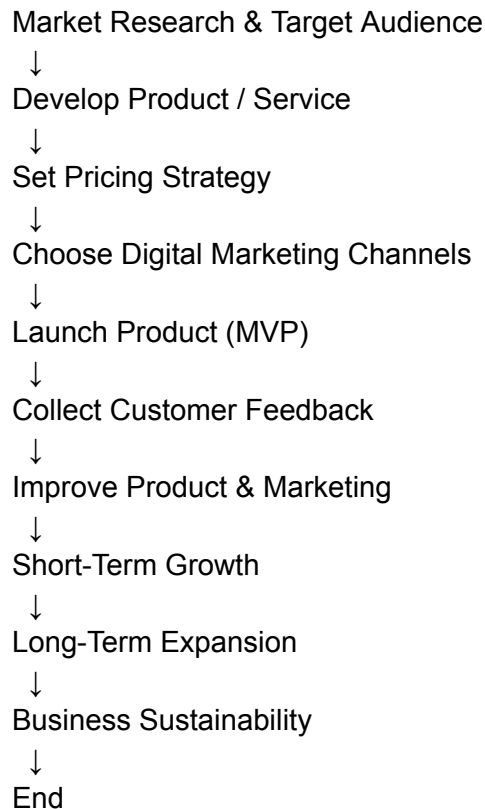 Market Research & Target Audience
↓
Develop Product / Service
↓
Set Pricing Strategy
↓
Choose Digital Marketing Channels
↓
Launch Product (MVP)
↓
Collect Customer Feedback
↓
Improve Product & Marketing
↓
Short-Term Growth
↓
Long-Term Expansion
↓
Business Sustainability
↓
End